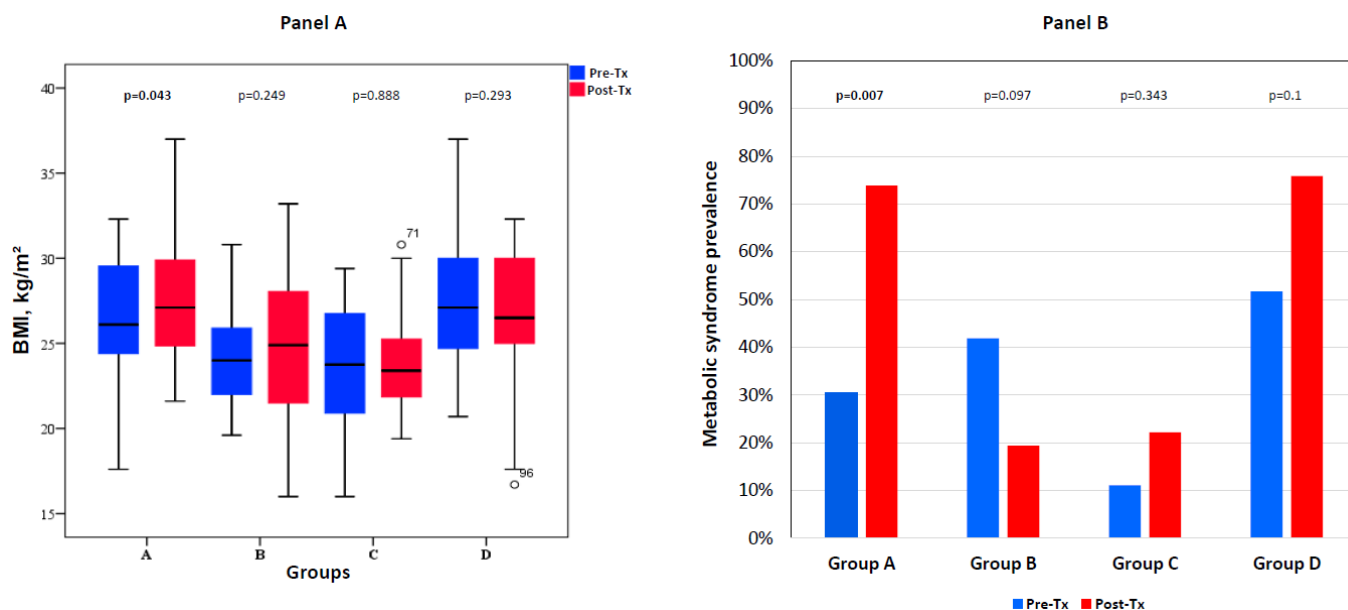 Panel A
Pre-Tx
Post-Tx
p=0.043 p=0.249 p=0.888 p=0.293
BMI, kg/m²
40
35
30
25
20
15
71
96
A B C D
Groups
Panel B
p=0.007 p=0.097 p=0.343 p=0.1
Metabolic syndrome prevalence
100%
90%
80%
70%
60%
50%
40%
30%
20%
10%
0%
Group A Group B Group C Group D
Pre-Tx Post-Tx